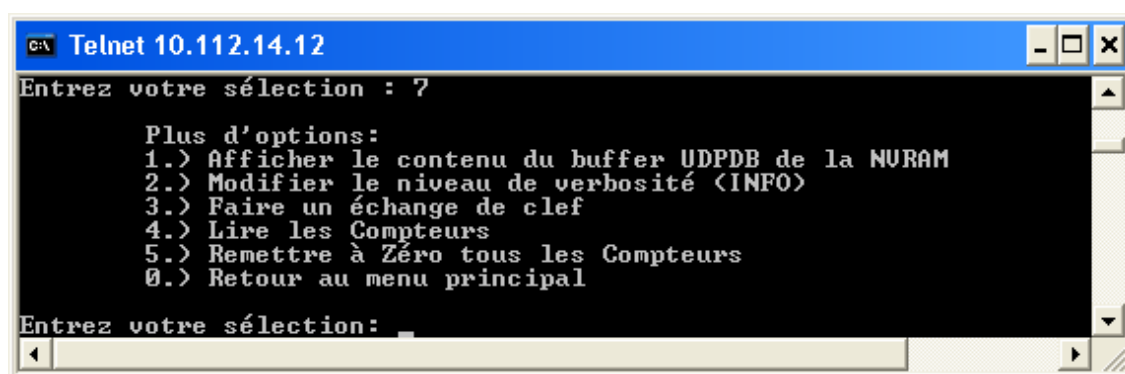 Telnet 10.112.14.12
Entrez votre sélection : 7
Plus d'options:
1.) Afficher le contenu du buffer UDPDB de la NVRAM
2.) Modifier le niveau de verbosité (INFO)
3.) Faire un échange de clef
4.) Lire les Compteurs
5.) Remettre à Zéro tous les Compteurs
0.) Retour au menu principal
Entrez votre sélection: _